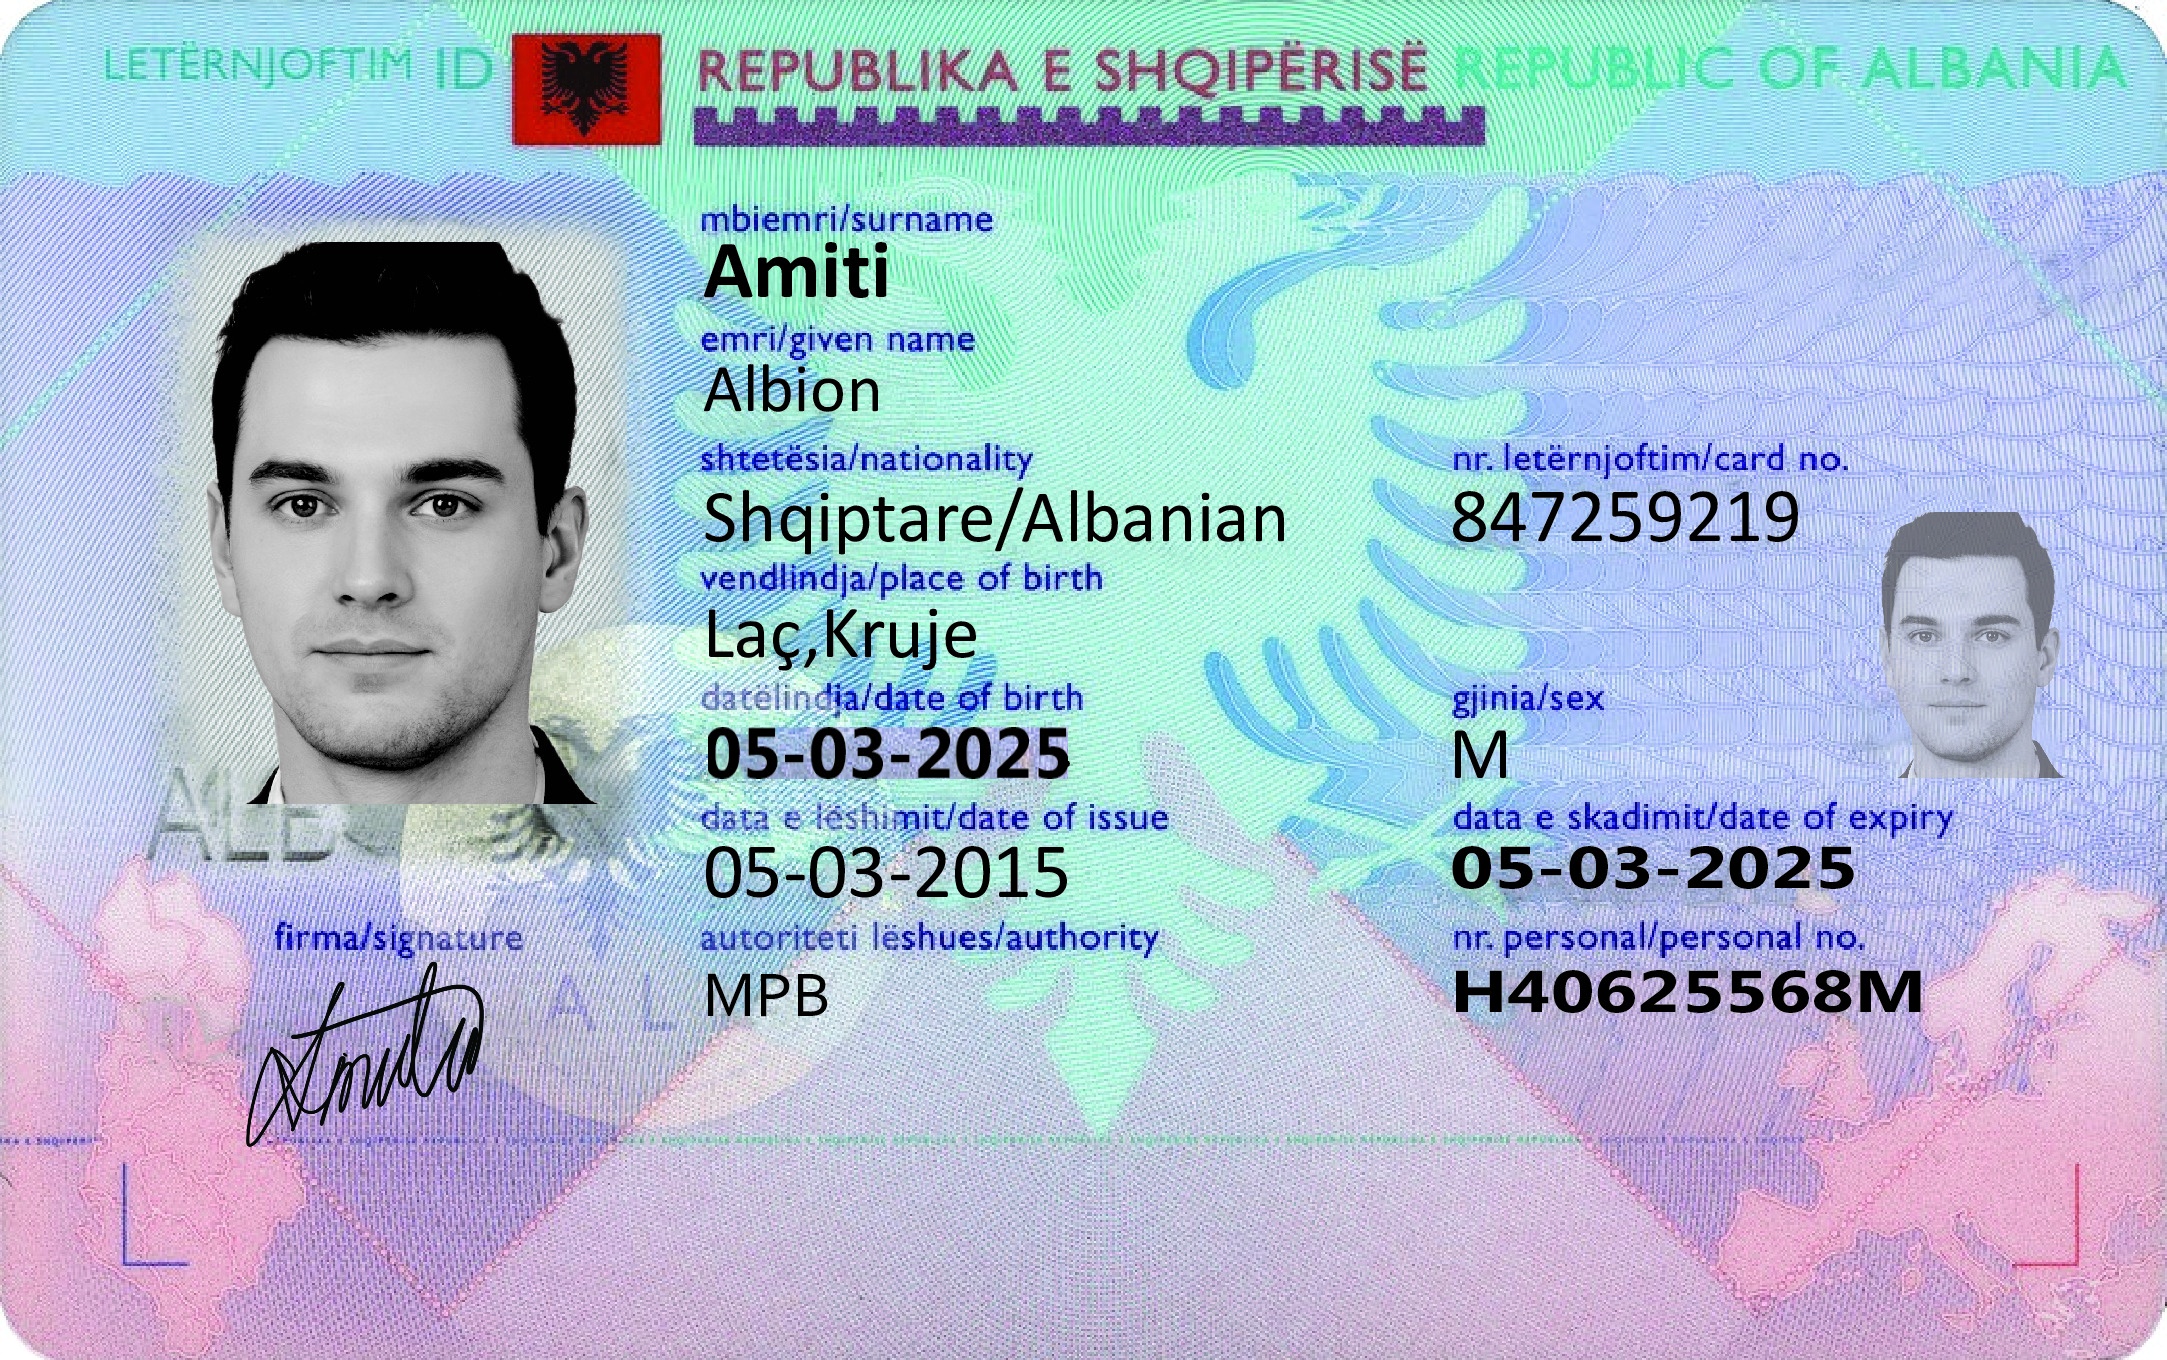 LETËRNJOFTIM ID REPUBLIKA E SHQIPËRISË REPUBLIC OF ALBANIA
mbiemri/surname
Amiti
emri/given name
Albion
shtetësia/nationality nr. letërnjoftim/card no.
Shqiptare/Albanian 847259219
vendlindja/place of birth
Laç,Kruje
datëlindja/date of birth gjinia/sex
05-03-2025 M
data e lëshimit/date of issue data e skadimit/date of expiry
05-03-2015 05-03-2025
firma/signature autoriteti lëshues/authority nr. personal/personal no.
MPB H40625568M